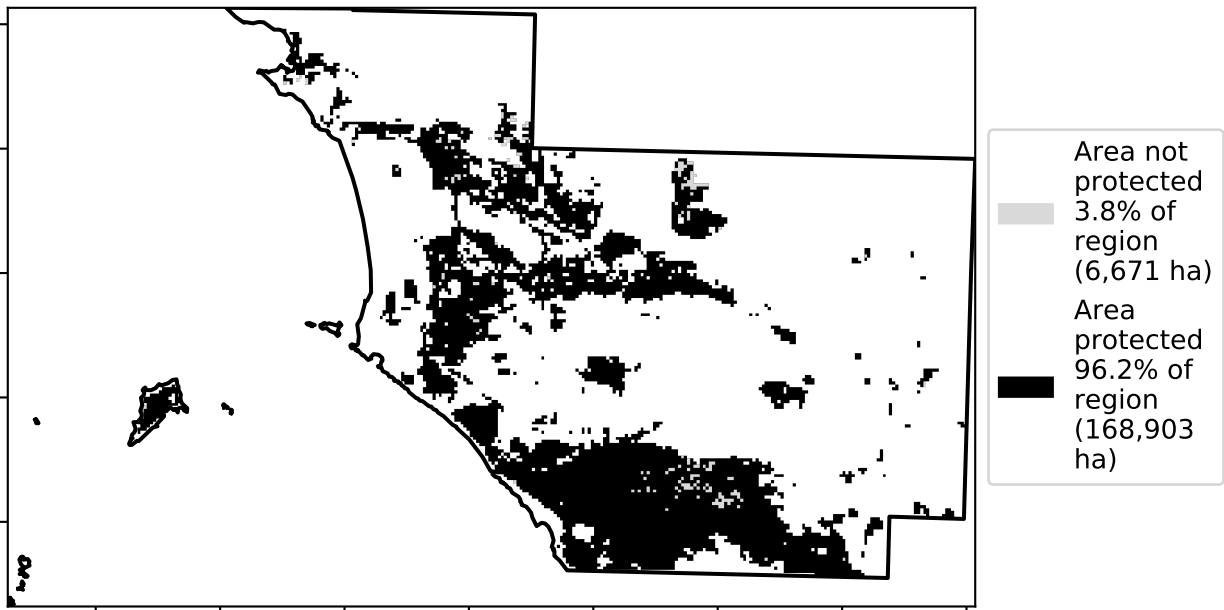 Area not
protected
3.8% of
region
(6,671 ha)
Area
protected
96.2% of
region
(168,903
ha)